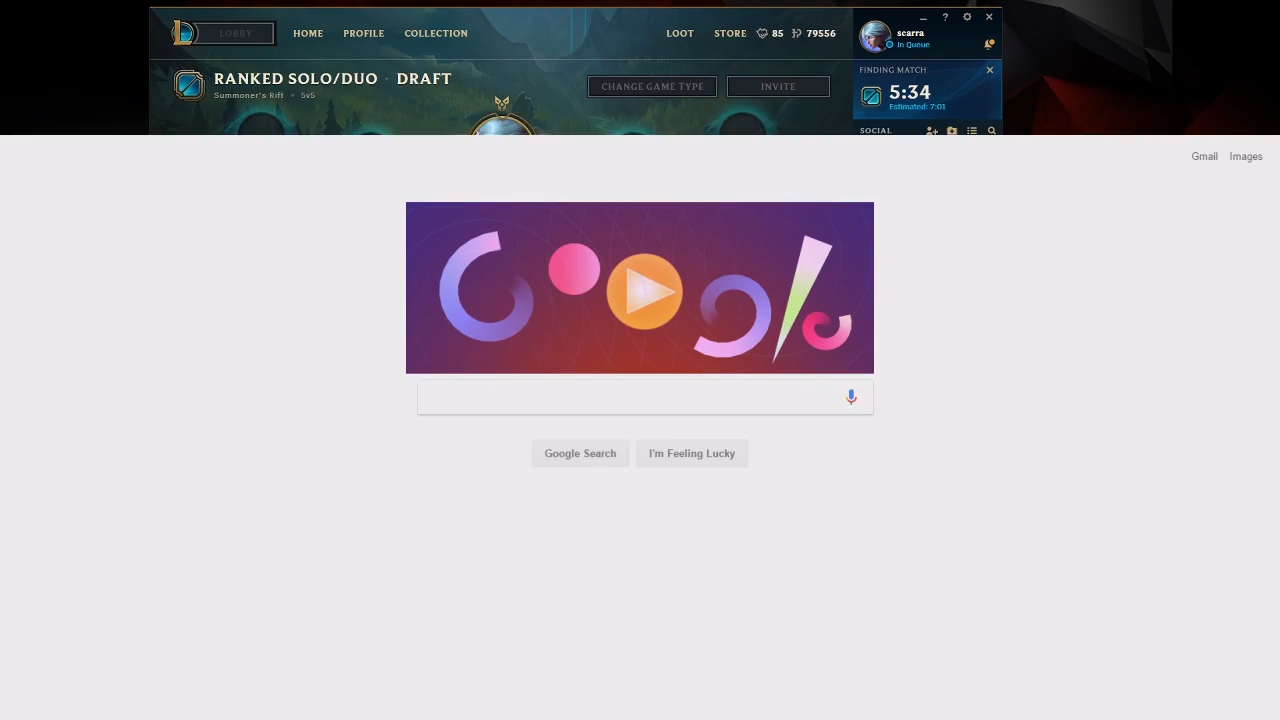 LOBBY
HOME
PROFILE
COLLECTION
LOOT
STORE
85
79556
scarra
In Queue
RANKED SOLO/DUO • DRAFT
Summoner's Rift • 5v5
CHANGE GAME TYPE
INVITE
FINDING MATCH
5:34
Estimated: 7:01
SOCIAL
Gmail
Images
Google
Google Search
I'm Feeling Lucky